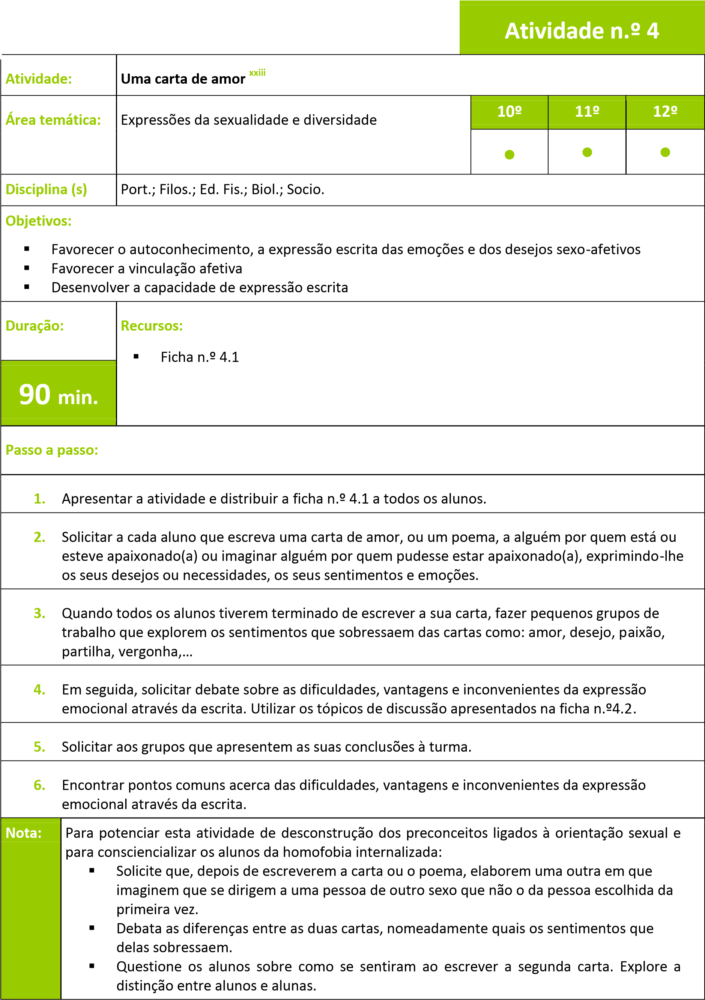 Atividade n.º 4
Atividade:
Uma carta de amor xxiii
Área temática:
Expressões da sexualidade e diversidade
10º
11º
12º
Disciplina (s)
Port.; Filos.; Ed. Fis.; Biol.; Socio.
Objetivos:
▪ Favorecer o autoconhecimento, a expressão escrita das emoções e dos desejos sexo-afetivos
▪ Favorecer a vinculação afetiva
▪ Desenvolver a capacidade de expressão escrita
Duração:
90 min.
Recursos:
▪ Ficha n.º 4.1
Passo a passo:
1. Apresentar a atividade e distribuir a ficha n.º 4.1 a todos os alunos.
2. Solicitar a cada aluno que escreva uma carta de amor, ou um poema, a alguém por quem está ou
esteve apaixonado(a) ou imaginar alguém por quem pudesse estar apaixonado(a), exprimindo-lhe
os seus desejos ou necessidades, os seus sentimentos e emoções.
3. Quando todos os alunos tiverem terminado de escrever a sua carta, fazer pequenos grupos de
trabalho que explorem os sentimentos que sobressaem das cartas como: amor, desejo, paixão,
partilha, vergonha,…
4. Em seguida, solicitar debate sobre as dificuldades, vantagens e inconvenientes da expressão
emocional através da escrita. Utilizar os tópicos de discussão apresentados na ficha n.º4.2.
5. Solicitar aos grupos que apresentem as suas conclusões à turma.
6. Encontrar pontos comuns acerca das dificuldades, vantagens e inconvenientes da expressão
emocional através da escrita.
Nota:
Para potenciar esta atividade de desconstrução dos preconceitos ligados à orientação sexual e
para consciencializar os alunos da homofobia internalizada:
▪ Solicite que, depois de escreverem a carta ou o poema, elaborem uma outra em que
imaginem que se dirigem a uma pessoa de outro sexo que não o da pessoa escolhida da
primeira vez.
▪ Debata as diferenças entre as duas cartas, nomeadamente quais os sentimentos que
delas sobressaem.
▪ Questione os alunos sobre como se sentiram ao escrever a segunda carta. Explore a
distinção entre alunos e alunas.